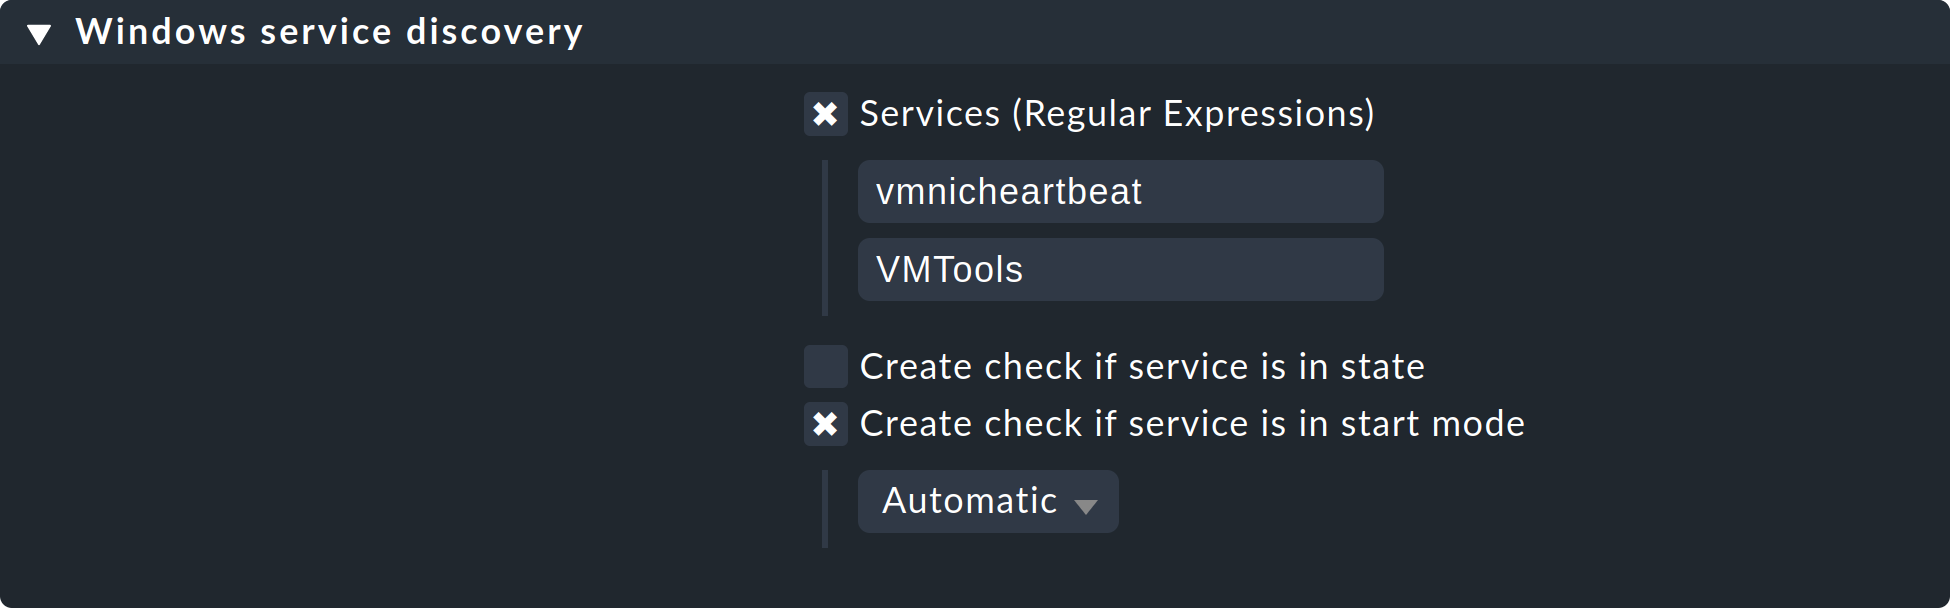 Windows service discovery
Services (Regular Expressions)
vmnicheartbeat
VMTools
Create check if service is in state
Create check if service is in start mode
Automatic